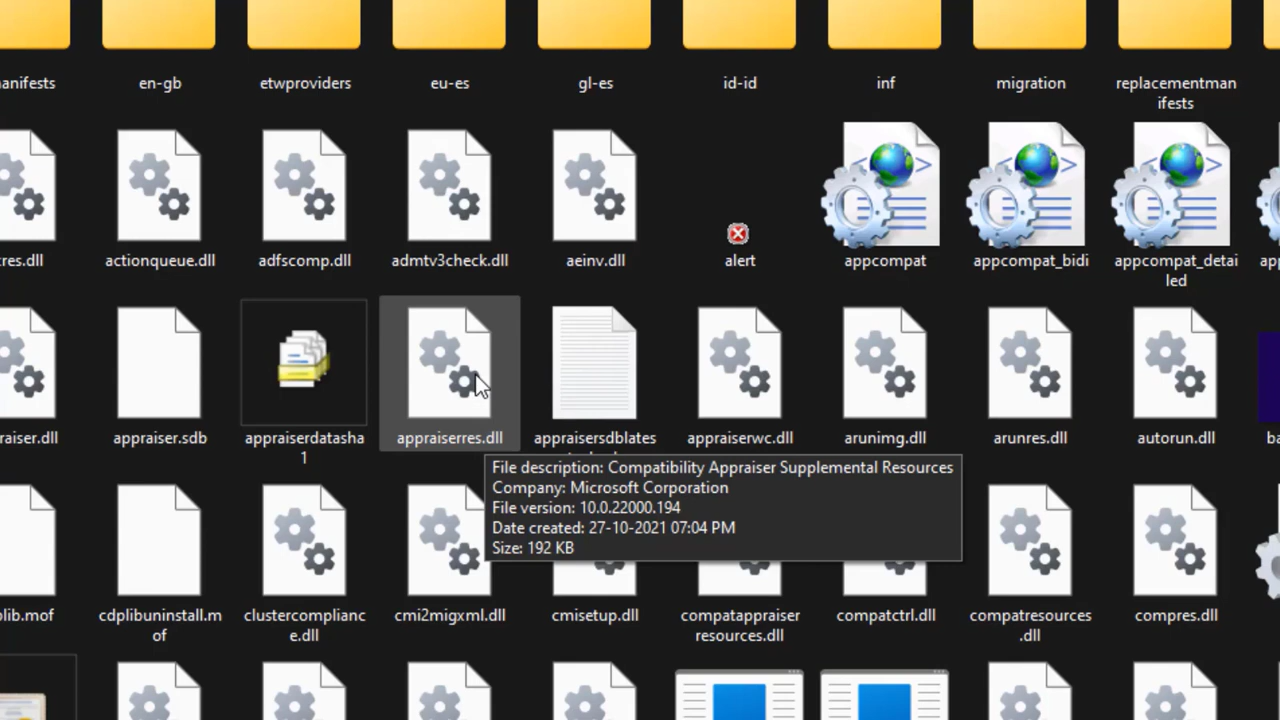 anifests en-gb etwproviders eu-es gl-es id-id inf migration replacementman
ifests
res.dll actionqueue.dll adfscomp.dll admtv3check.dll aeinv.dll alert appcompat appcompat_bidi appcompat_detai
led
raiser.dll appraiser.sdb appraiserdatasha appraiserres.dll appraisersdblates appraiserwc.dll arunimg.dll arunres.dll autorun.dll
1
File description: Compatibility Appraiser Supplemental Resources
Company: Microsoft Corporation
File version: 10.0.22000.194
Date created: 27-10-2021 07:04 PM
Size: 192 KB
lib.mof cdplibuninstall.m clustercomplianc cmi2migxml.dll cmisetup.dll compatappraiser compatctrl.dll compatresources compres.dll
of e.dll resources.dll .dll